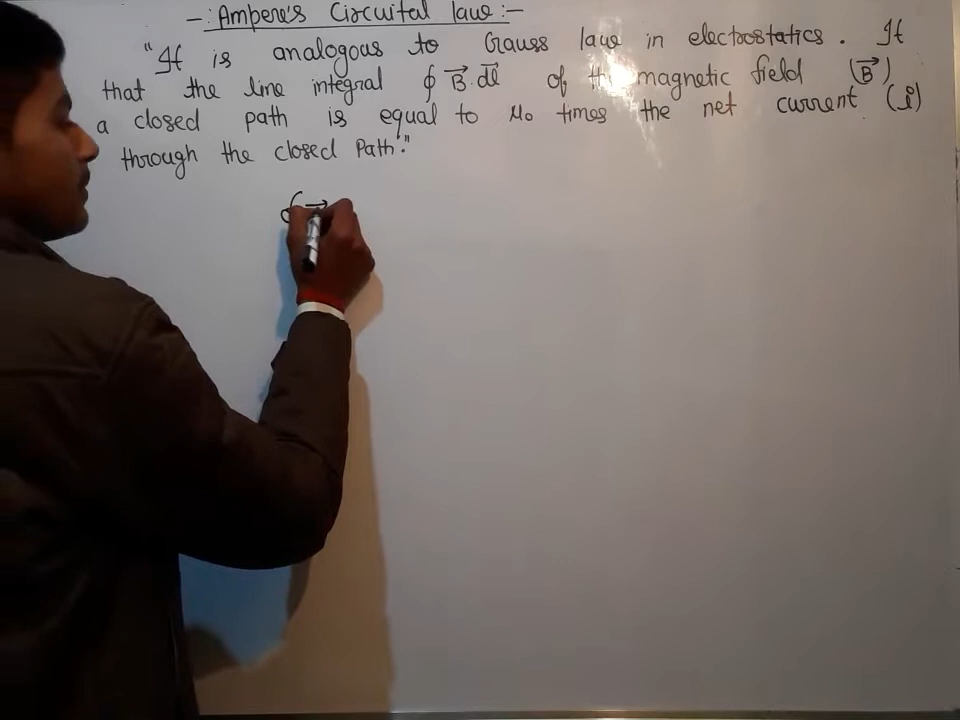 -: Ampere's Circuital law :-
"It is analogous to Gauss law in electrostatics. It
that the line integral ∮ B⃗.dl⃗ of the magnetic field (B⃗)
a closed path is equal to μ₀ times the net current (i)
through the closed Path."
∮